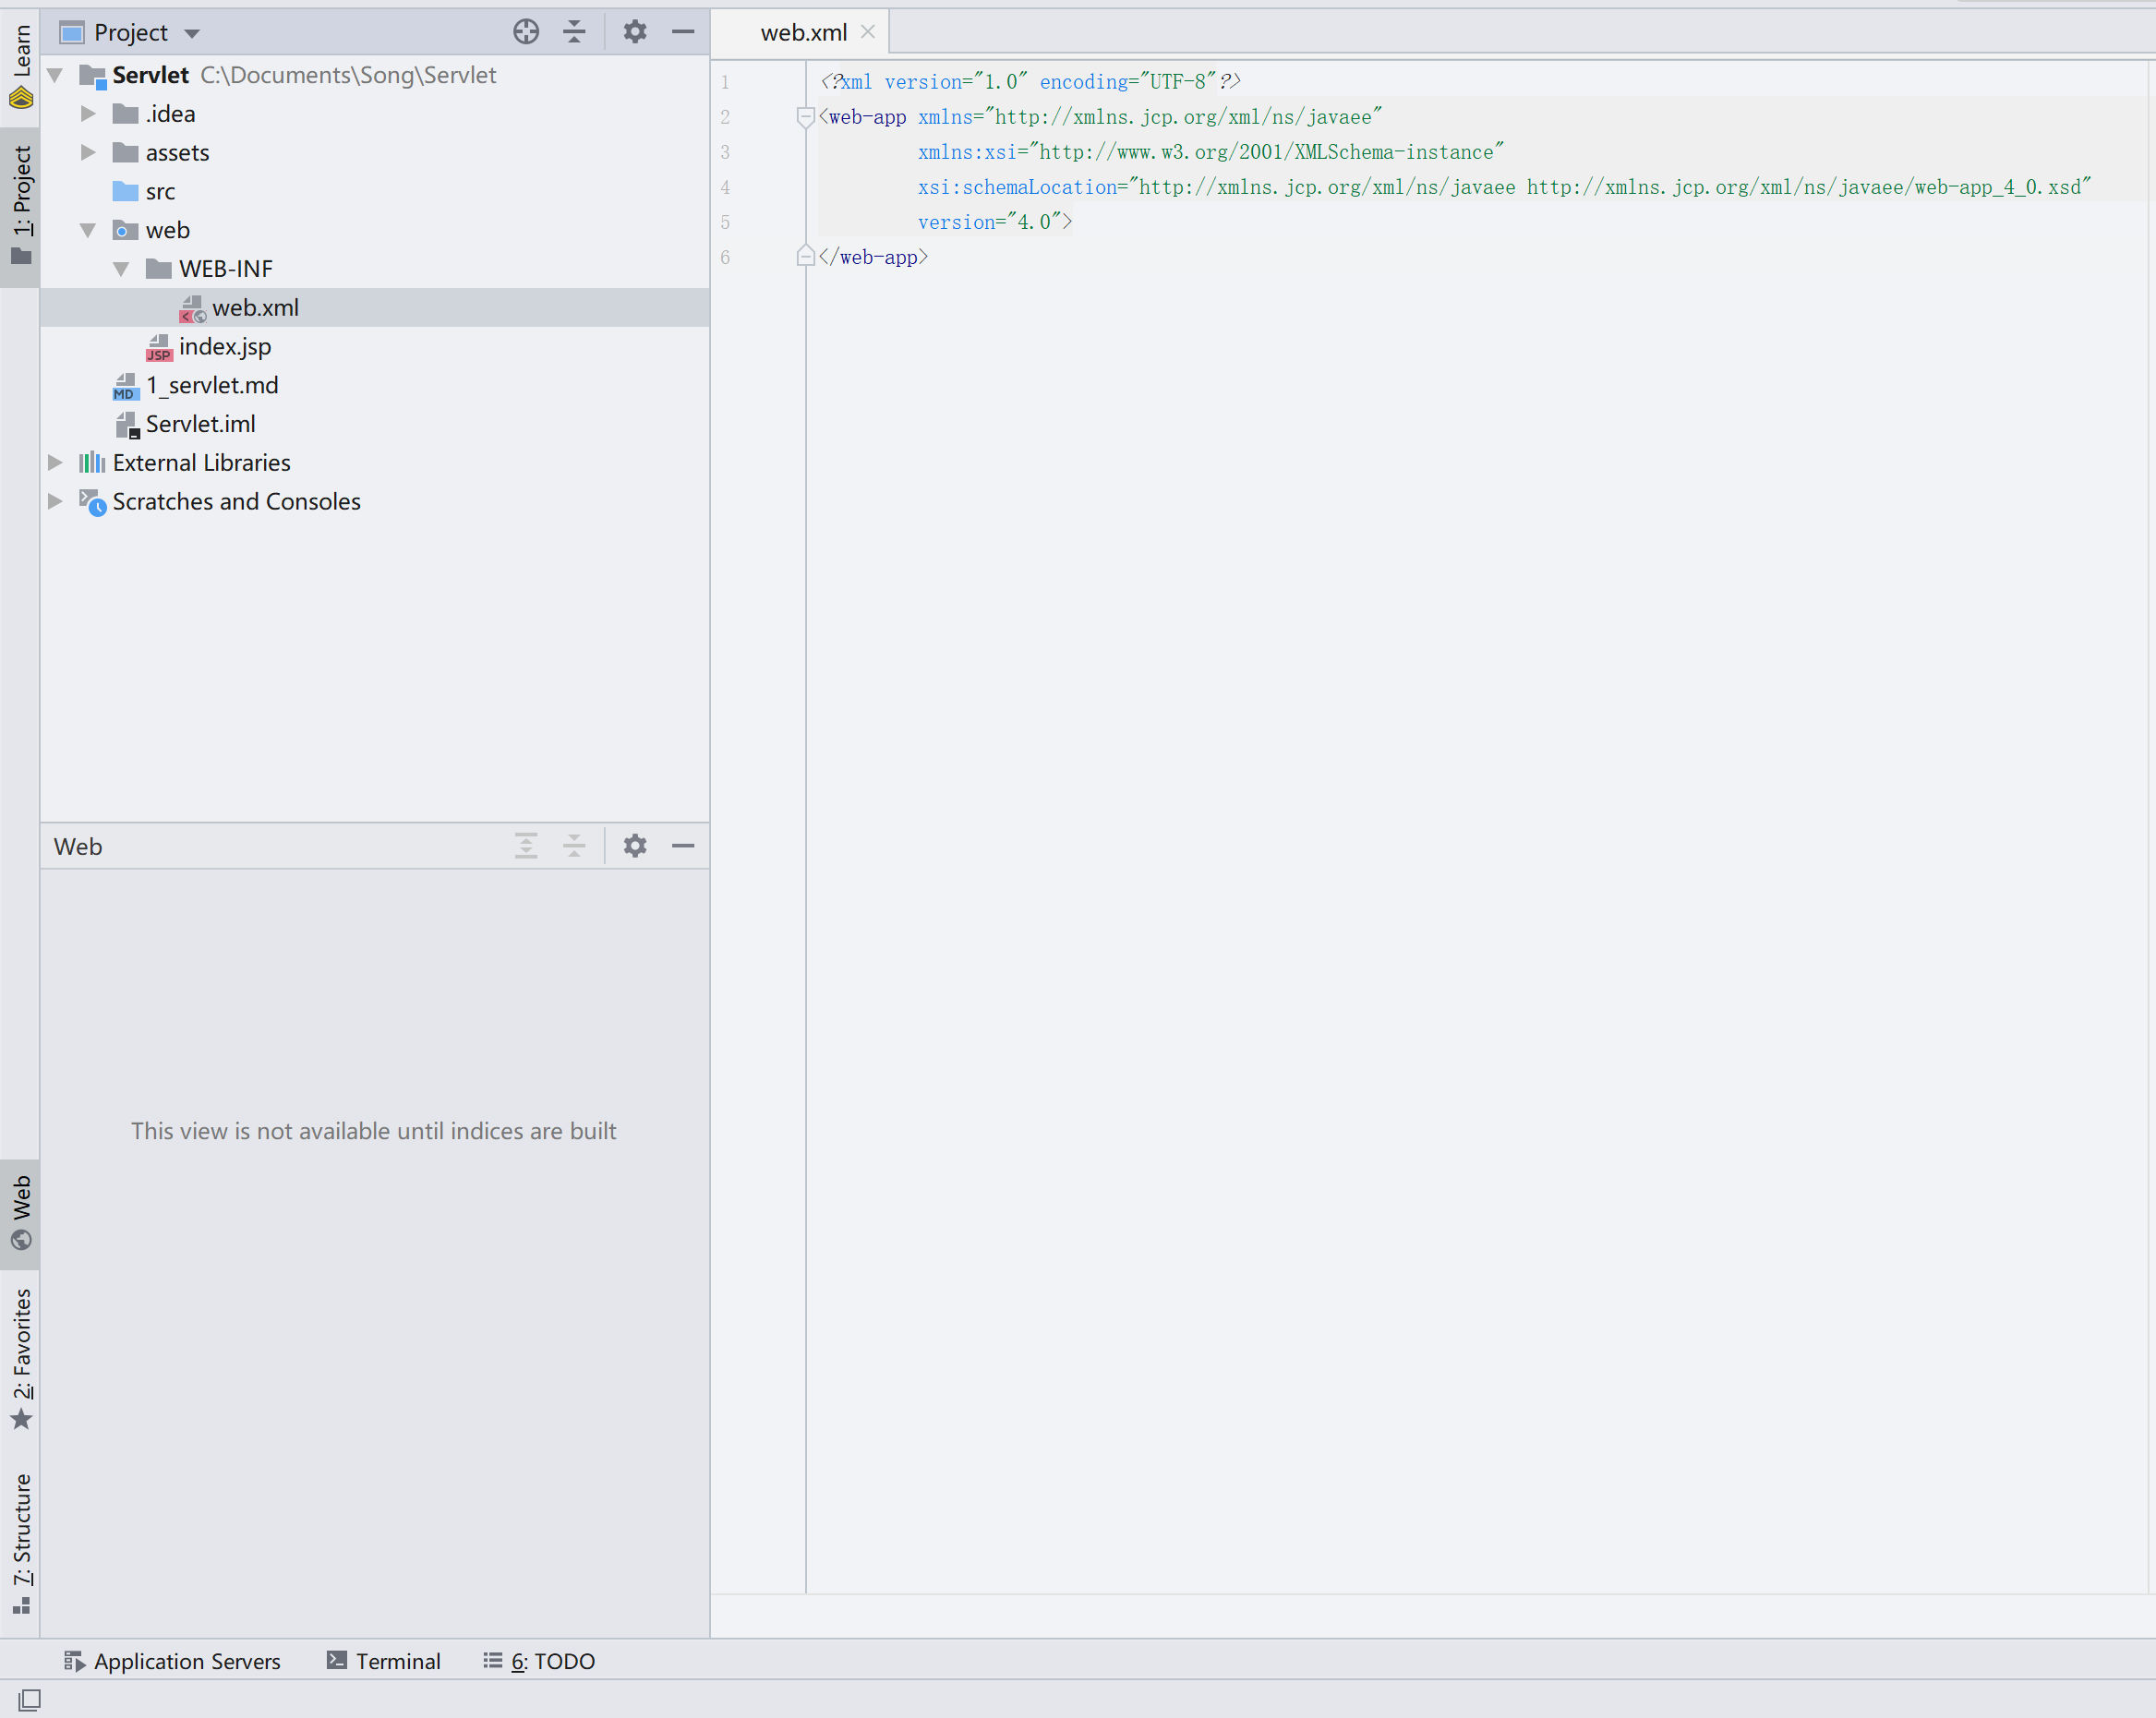 Learn
1: Project
Web
2: Favorites
7: Structure
Project
Servlet C:\Documents\Song\Servlet
.idea
assets
src
web
WEB-INF
web.xml
JSP index.jsp
MD 1_servlet.md
Servlet.iml
External Libraries
Scratches and Consoles
Web
This view is not available until indices are built
web.xml
1 <?xml version="1.0" encoding="UTF-8"?>
2 <web-app xmlns="http://xmlns.jcp.org/xml/ns/javaee"
3 xmlns:xsi="http://www.w3.org/2001/XMLSchema-instance"
4 xsi:schemaLocation="http://xmlns.jcp.org/xml/ns/javaee http://xmlns.jcp.org/xml/ns/javaee/web-app_4_0.xsd"
5 version="4.0">
6 </web-app>
Application Servers Terminal 6: TODO